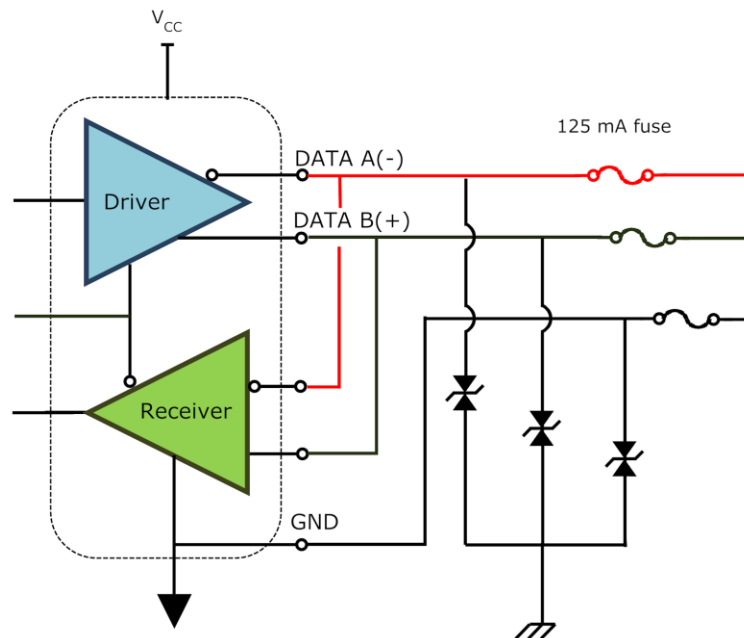 VCC
125 mA fuse
DATA A(-)
Driver
DATA B(+)
Receiver
GND